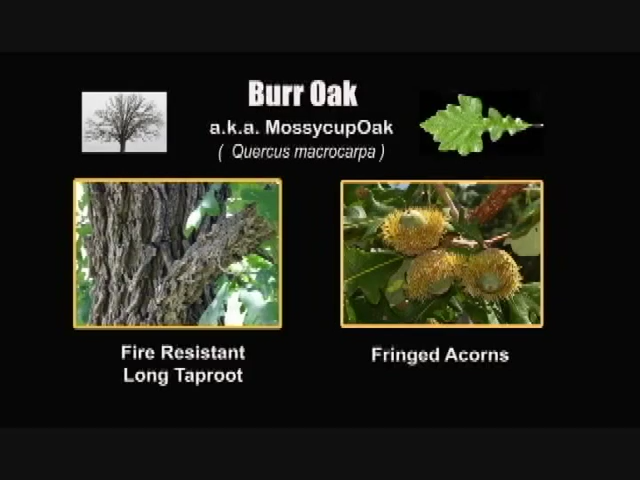 Burr Oak
a.k.a. MossycupOak
( Quercus macrocarpa )
Fire Resistant
Long Taproot
Fringed Acorns